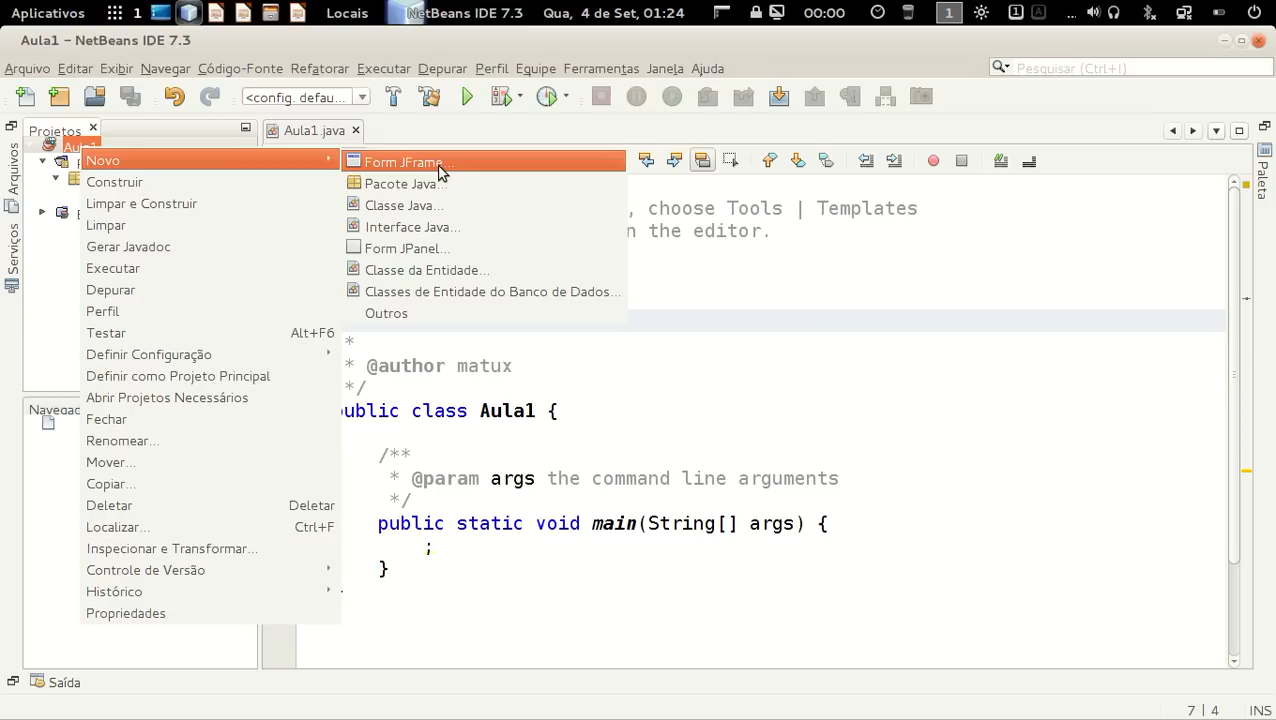 Aplicativos 1 Locais NetBeans IDE 7.3 Qua, 4 de Set, 01:24 00:00 1 1 A ...
Aula1 – NetBeans IDE 7.3
Arquivo Editar Exibir Navegar Código-Fonte Refatorar Executar Depurar Perfil Equipe Ferramentas Janela Ajuda
Pesquisar (Ctrl+I)
<config. defau...
Projetos
Aula1.java
Aula1
Arquivos
Serviços
Paleta
Novo
Construir
Limpar e Construir
Limpar
Gerar Javadoc
Executar
Depurar
Perfil
Testar Alt+F6
Definir Configuração
Definir como Projeto Principal
Abrir Projetos Necessários
Fechar
Renomear...
Mover...
Copiar...
Deletar Deletar
Localizar... Ctrl+F
Inspecionar e Transformar...
Controle de Versão
Histórico
Propriedades
Form JFrame...
Pacote Java...
Classe Java...
Interface Java...
Form JPanel...
Classe da Entidade...
Classes de Entidade do Banco de Dados...
Outros
Navegad
, choose Tools | Templates
n the editor.
*
* @author matux
*/
public class Aula1 {
/**
* @param args the command line arguments
*/
public static void main(String[] args) {
;
}
Saída
7 | 4 INS